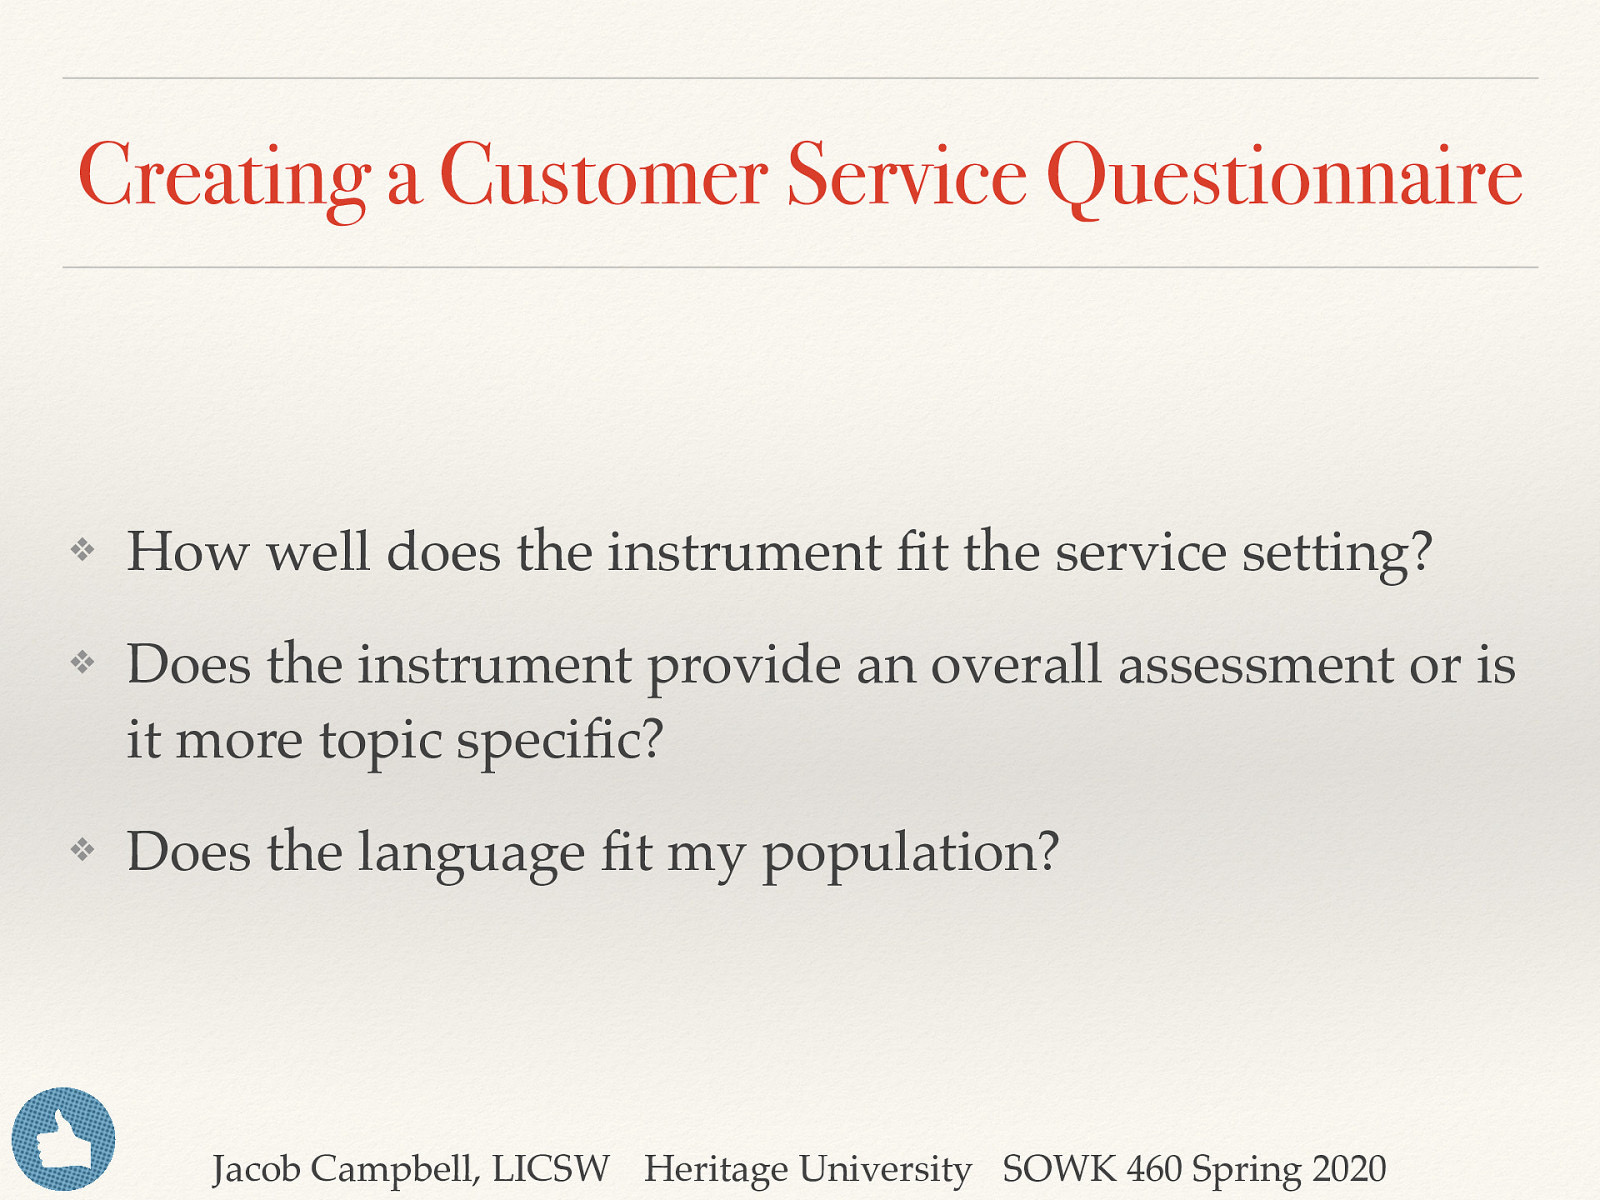 Creating a Customer Service Questionnaire
❖ How well does the instrument fit the service setting?
❖ Does the instrument provide an overall assessment or is
it more topic specific?
❖ Does the language fit my population?
Jacob Campbell, LICSW Heritage University SOWK 460 Spring 2020